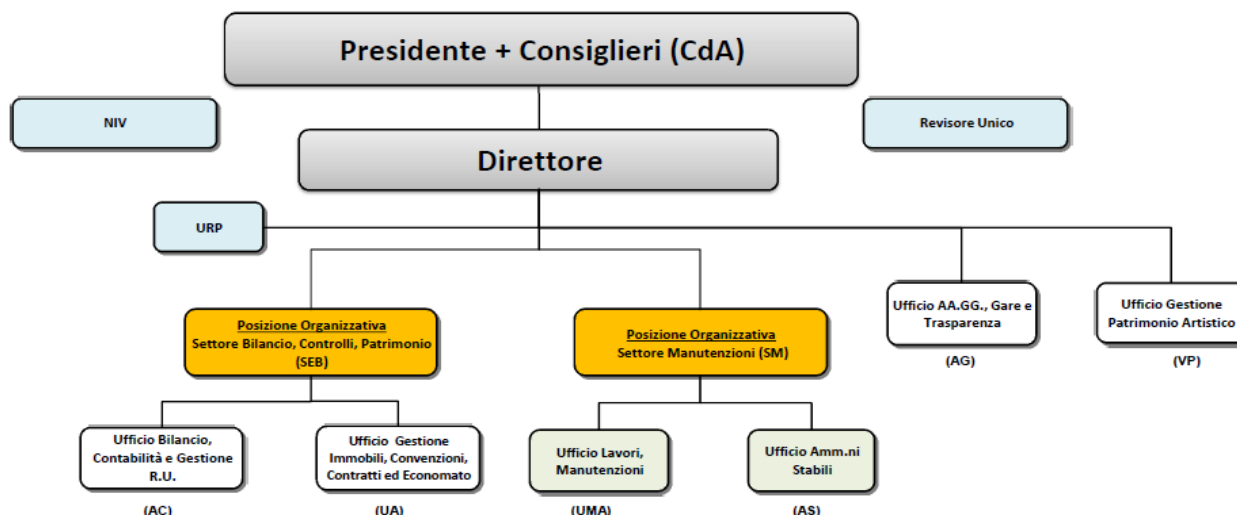 Presidente + Consiglieri (CdA)
NIV
Revisore Unico
Direttore
URP
Ufficio AA.GG., Gare e
Trasparenza
(AG)
Ufficio Gestione
Patrimonio Artistico
(VP)
Posizione Organizzativa
Settore Bilancio, Controlli, Patrimonio
(SEB)
Posizione Organizzativa
Settore Manutenzioni (SM)
Ufficio Bilancio,
Contabilità e Gestione
R.U.
(AC)
Ufficio Gestione
Immobili, Convenzioni,
Contratti ed Economato
(UA)
Ufficio Lavori,
Manutenzioni
(UMA)
Ufficio Amm.ni
Stabili
(AS)